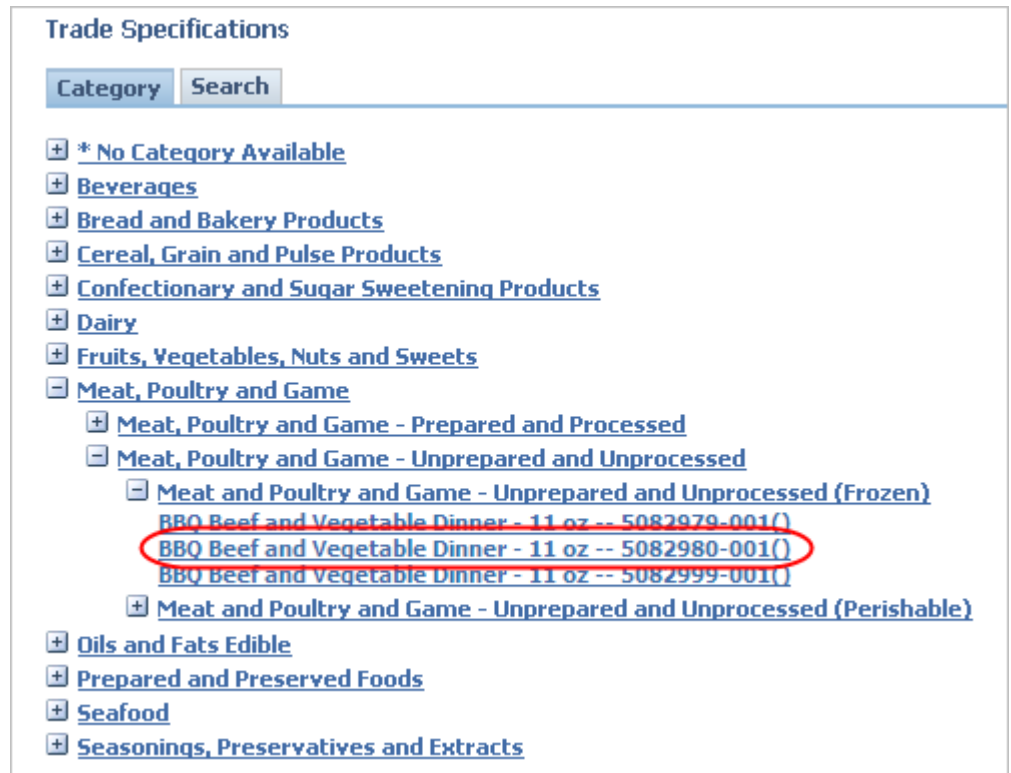 Trade Specifications
Category Search
* No Category Available
Beverages
Bread and Bakery Products
Cereal, Grain and Pulse Products
Confectionary and Sugar Sweetening Products
Dairy
Fruits, Vegetables, Nuts and Sweets
Meat, Poultry and Game
Meat, Poultry and Game - Prepared and Processed
Meat, Poultry and Game - Unprepared and Unprocessed
Meat and Poultry and Game - Unprepared and Unprocessed (Frozen)
BBQ Beef and Vegetable Dinner - 11 oz -- 5082979-001()
BBQ Beef and Vegetable Dinner - 11 oz -- 5082980-001()
BBQ Beef and Vegetable Dinner - 11 oz -- 5082999-001()
Meat and Poultry and Game - Unprepared and Unprocessed (Perishable)
Oils and Fats Edible
Prepared and Preserved Foods
Seafood
Seasonings, Preservatives and Extracts